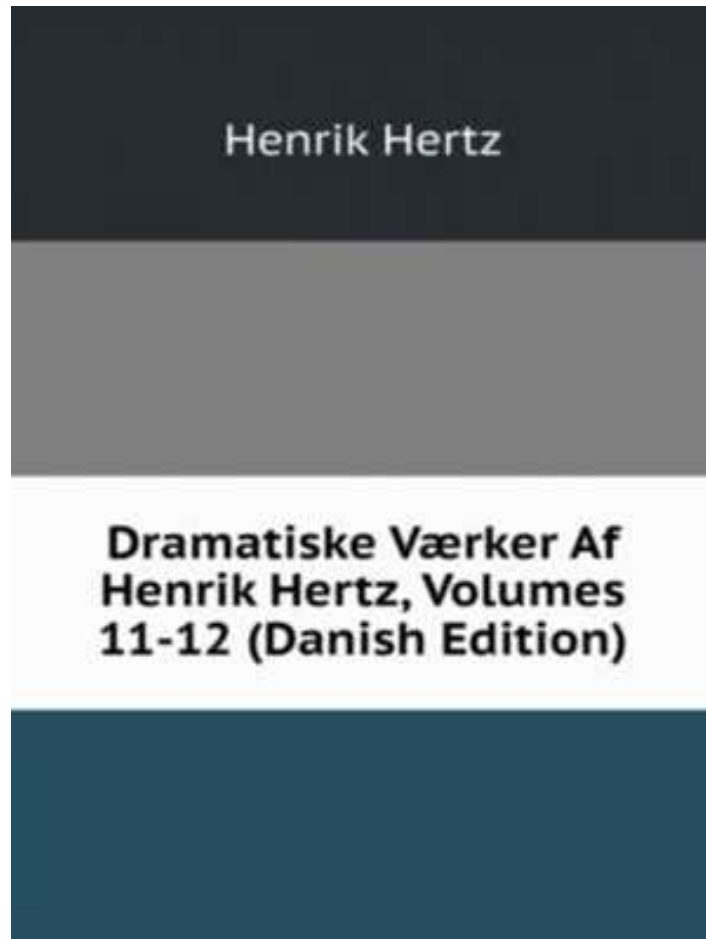 Henrik Hertz
Dramatiske Værker Af
Henrik Hertz, Volumes
11-12 (Danish Edition)